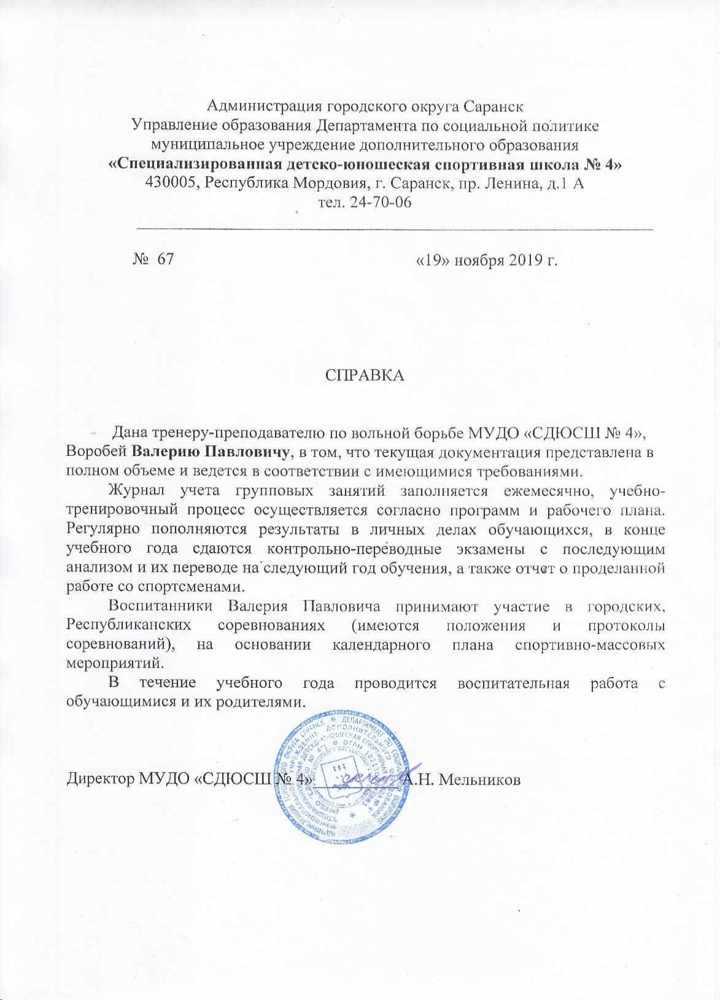 Администрация городского округа Саранск
Управление образования Департамента по социальной политике
муниципальное учреждение дополнительного образования
«Специализированная детско-юношеская спортивная школа № 4»
430005, Республика Мордовия, г. Саранск, пр. Ленина, д.1 А
тел. 24-70-06
№ 67 «19» ноября 2019 г.
СПРАВКА
Дана тренеру-преподавателю по вольной борьбе МУДО «СДЮСШ № 4»,
Воробей Валерию Павловичу, в том, что текущая документация представлена в
полном объеме и ведется в соответствии с имеющимися требованиями.
Журнал учета групповых занятий заполняется ежемесячно, учебно-
тренировочный процесс осуществляется согласно программ и рабочего плана.
Регулярно пополняются результаты в личных делах обучающихся, в конце
учебного года сдаются контрольно-переводные экзамены с последующим
анализом и их переводе на следующий год обучения, а также отчет о проделанной
работе со спортсменами.
Воспитанники Валерия Павловича принимают участие в городских,
Республиканских соревнованиях (имеются положения и протоколы
соревнований), на основании календарного плана спортивно-массовых
мероприятий.
В течение учебного года проводится воспитательная работа с
обучающимися и их родителями.
Директор МУДО «СДЮСШ № 4»__________А.Н. Мельников